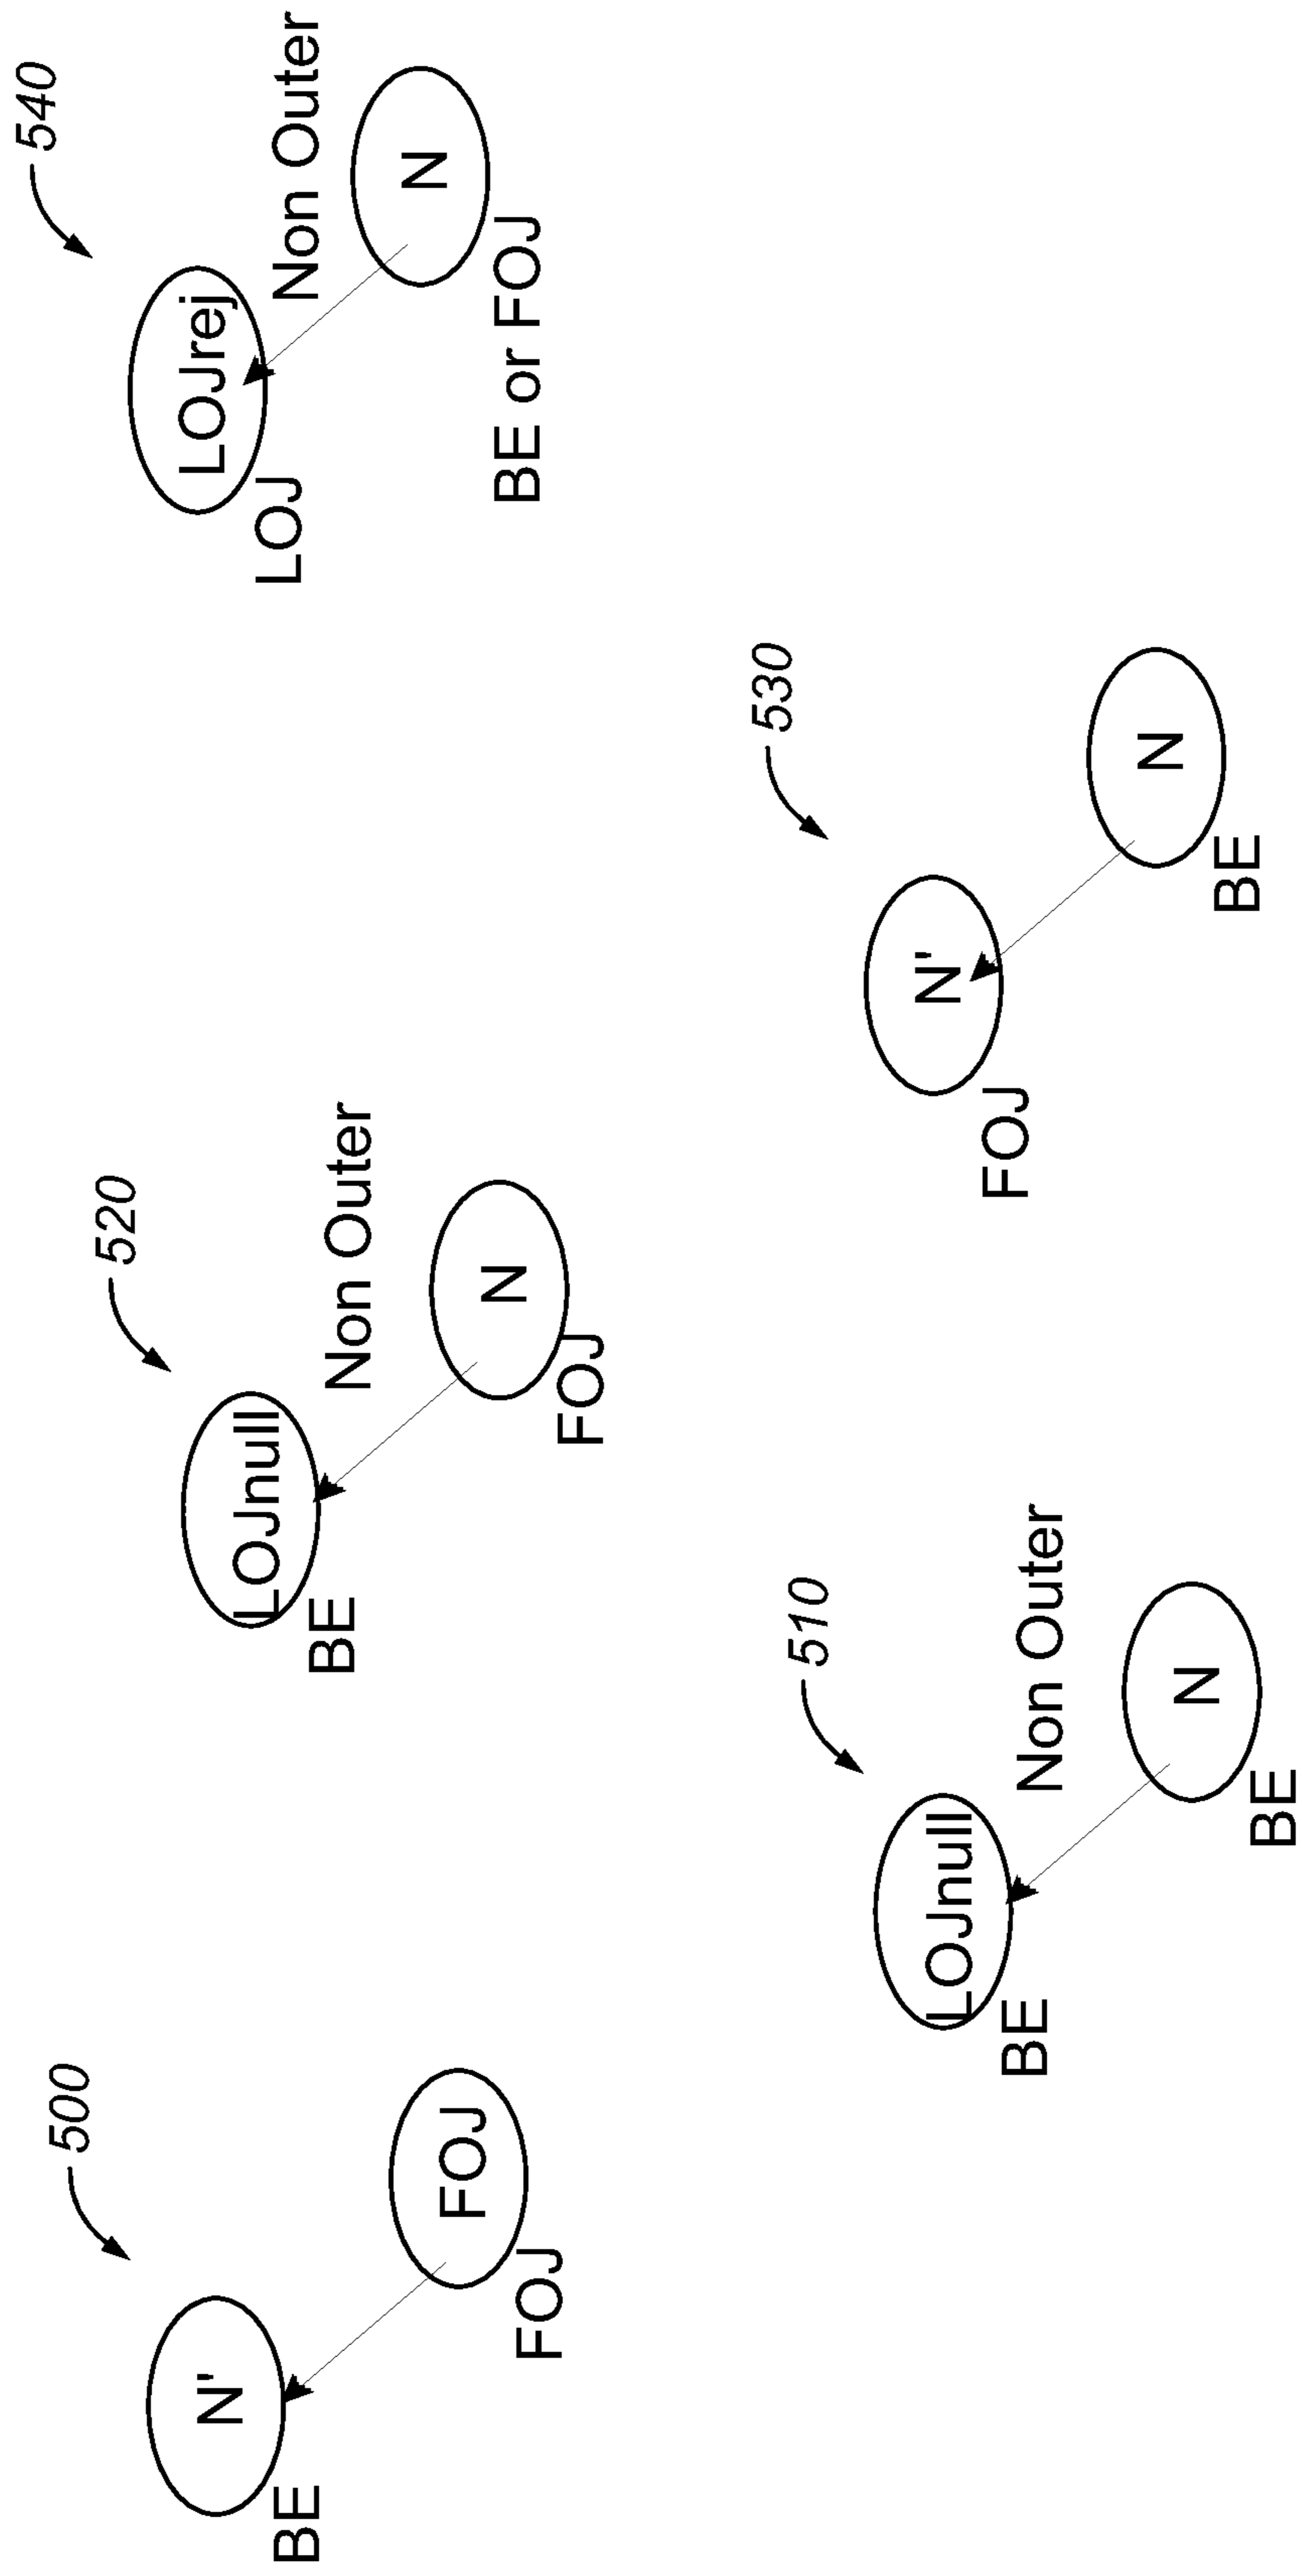 500
N'
BE
FOJ
FOJ
520
LOJnull
Non Outer
BE
N
FOJ
540
LOJrej
Non Outer
LOJ
N
BE or FOJ
510
LOJnull
Non Outer
BE
N
BE
530
N'
FOJ
N
BE